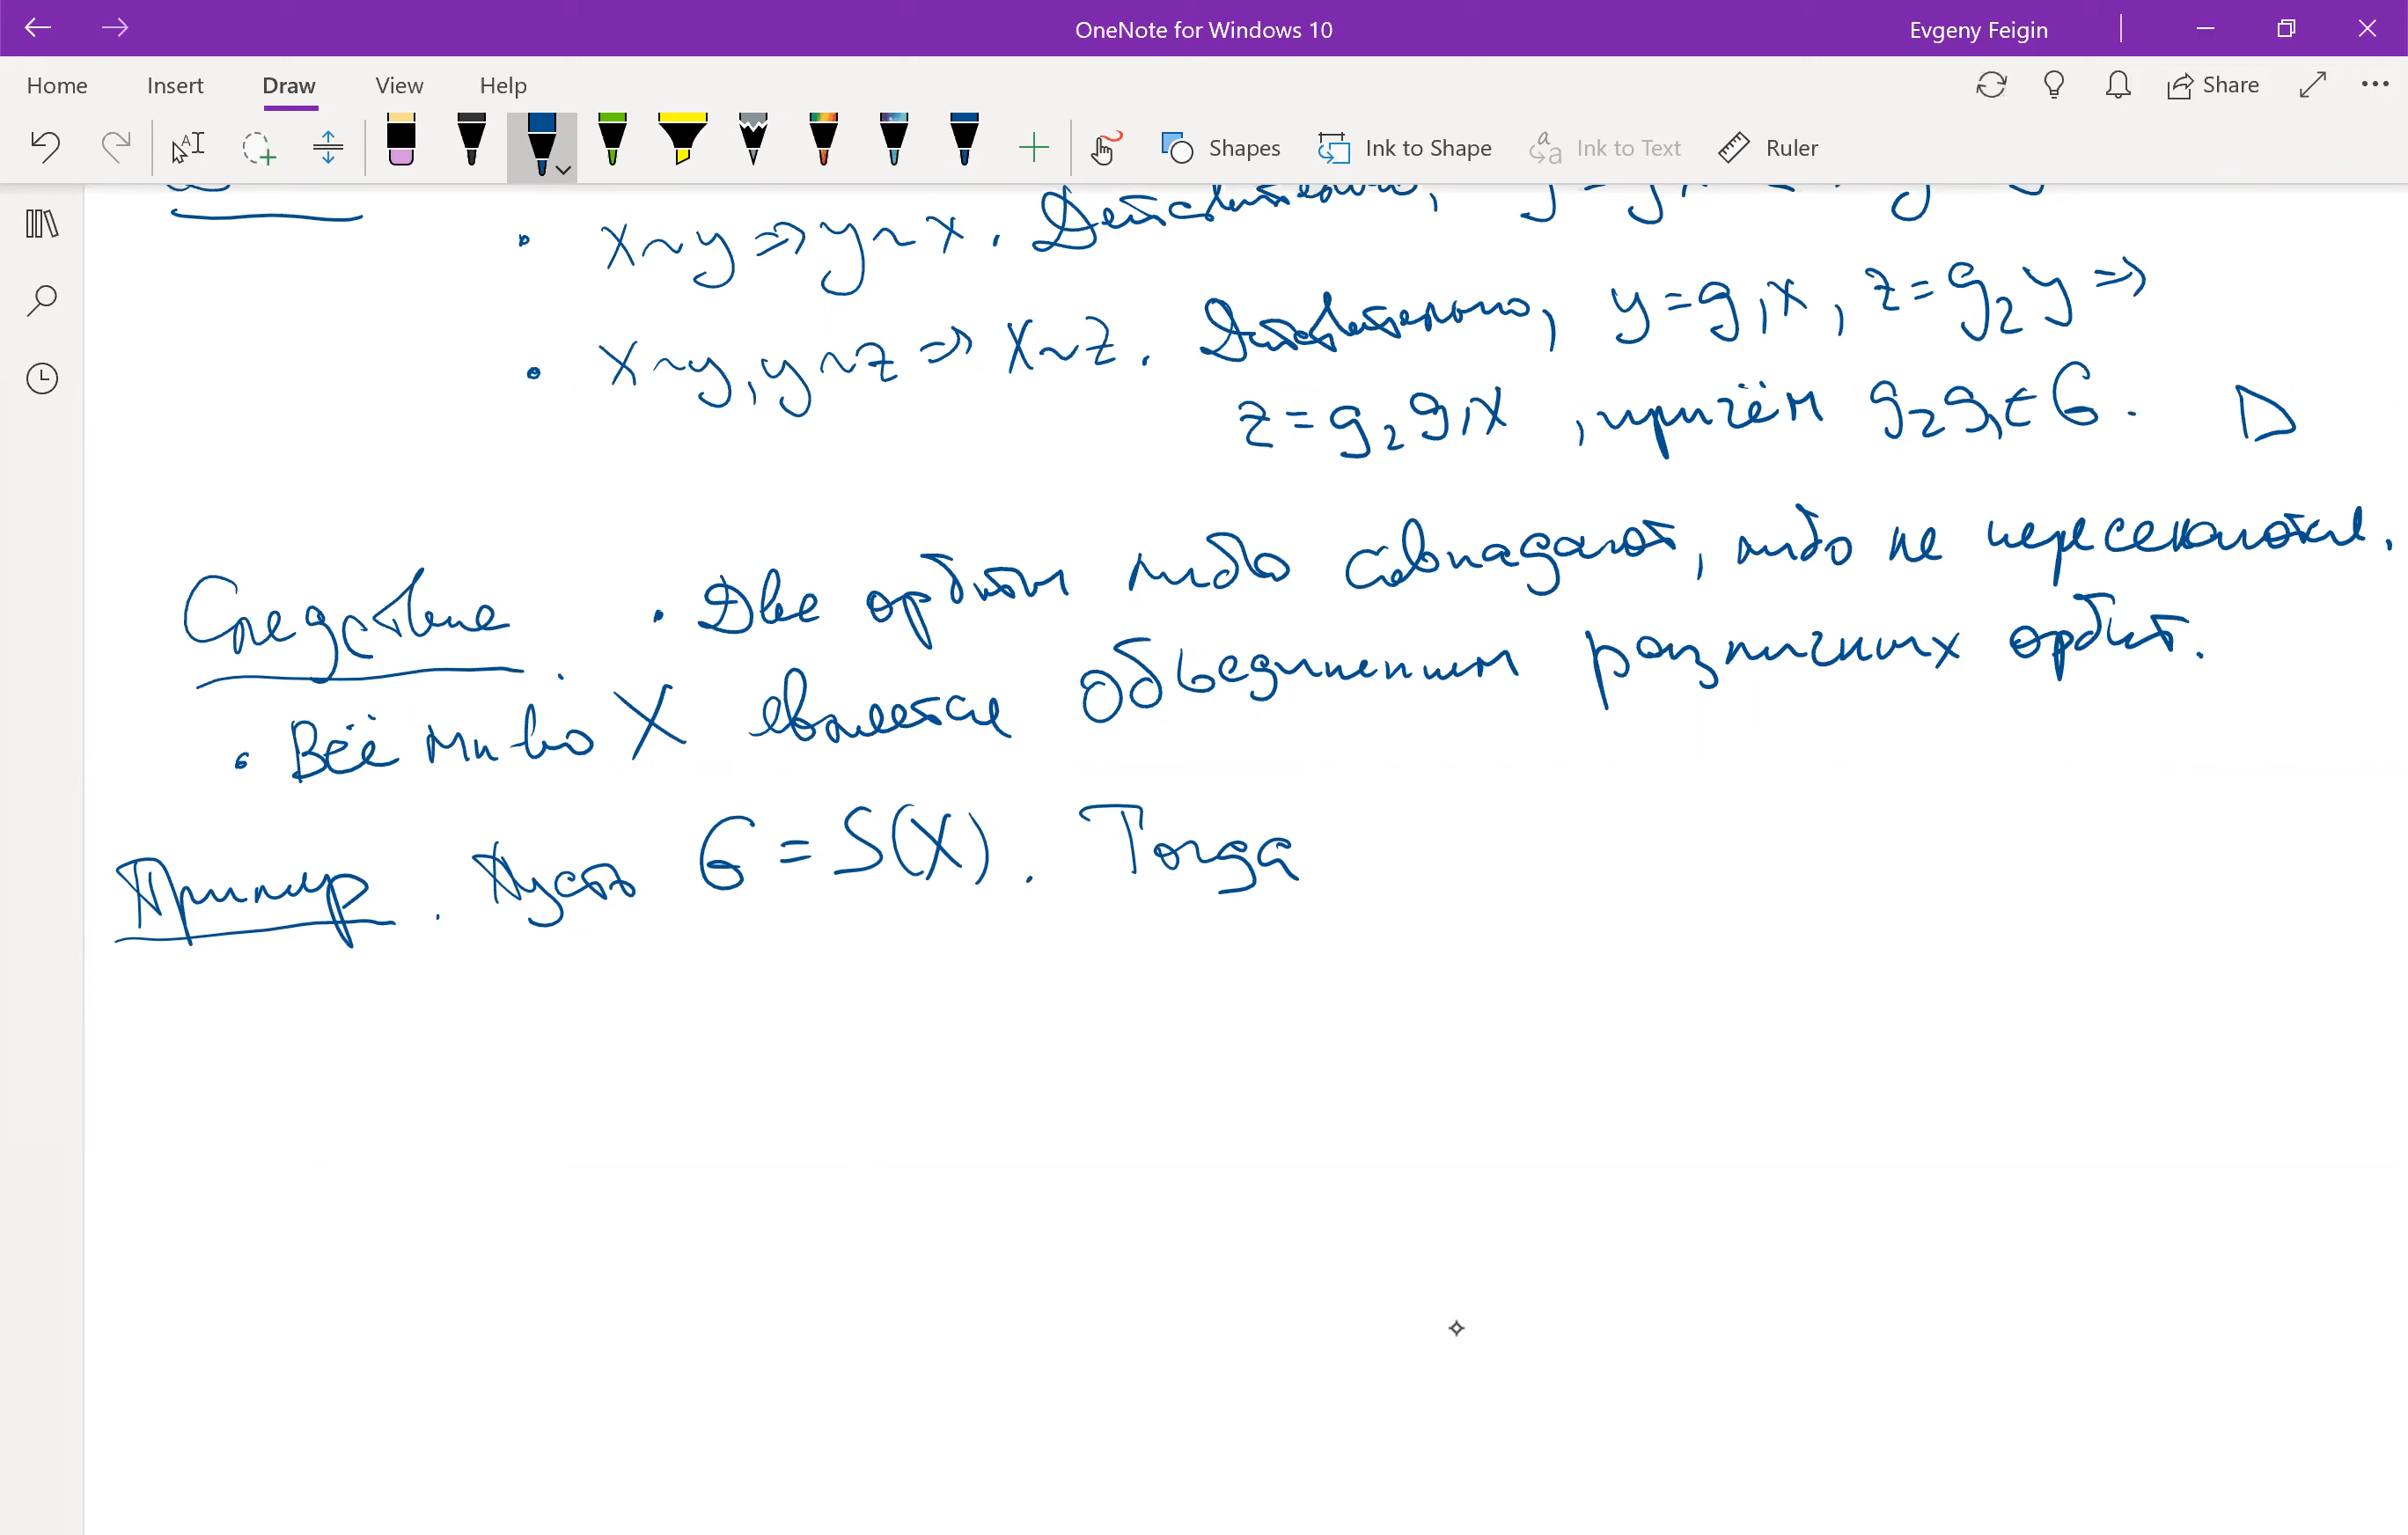 OneNote for Windows 10
Evgeny Feigin
Home Insert Draw View Help
Share
Shapes Ink to Shape Ink to Text Ruler
• x~y ⇒ y~x. Действительно,
• x~y, y~z ⇒ x~z. Действительно, y=g₁x, z=g₂y ⇒
z=g₂g₁x, причём g₂g₁∈G.
Следствие. • Две орбиты либо совпадают, либо не пересекаются.
• Всё мн-во X является объединением различных орбит.
Пример. Пусть G = S(X). Тогда